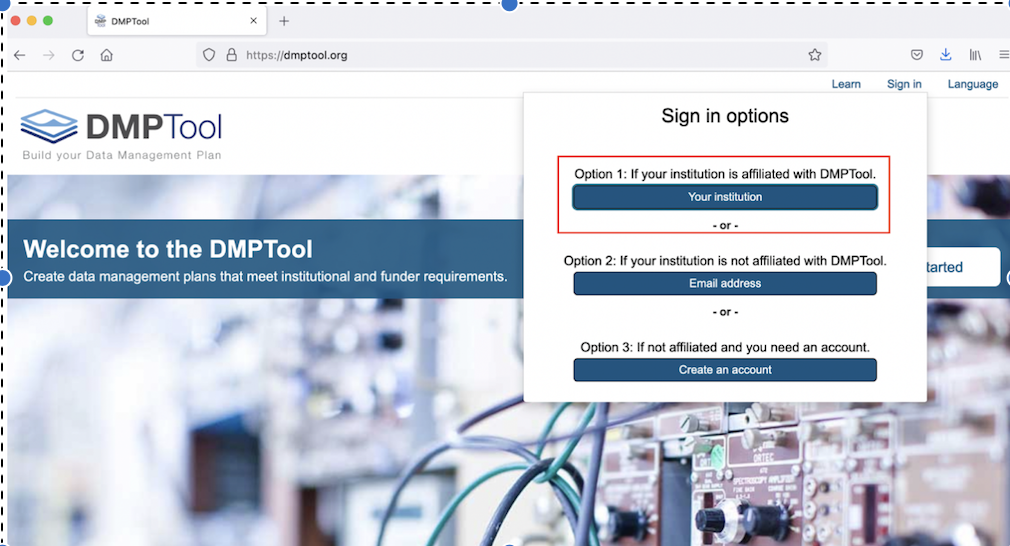 DMPTool
https://dmptool.org
Learn Sign in Language
DMPTool
Build your Data Management Plan
Sign in options
Option 1: If your institution is affiliated with DMPTool.
Your institution
- or -
Welcome to the DMPTool
Create data management plans that meet institutional and funder requirements.
Option 2: If your institution is not affiliated with DMPTool.
Email address
- or -
tarted
Option 3: If not affiliated and you need an account.
Create an account
ORTEC
SPECTROSCOPY AMPLIFIER